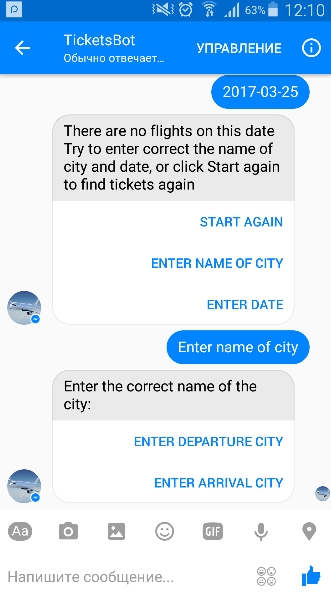 63% 12:10
TicketsBot
Обычно отвечает...
УПРАВЛЕНИЕ
2017-03-25
There are no flights on this date
Try to enter correct the name of
city and date, or click Start again
to find tickets again
START AGAIN
ENTER NAME OF CITY
ENTER DATE
Enter name of city
Enter the correct name of the
city:
ENTER DEPARTURE CITY
ENTER ARRIVAL CITY
Aa
GIF
Напишите сообщение...